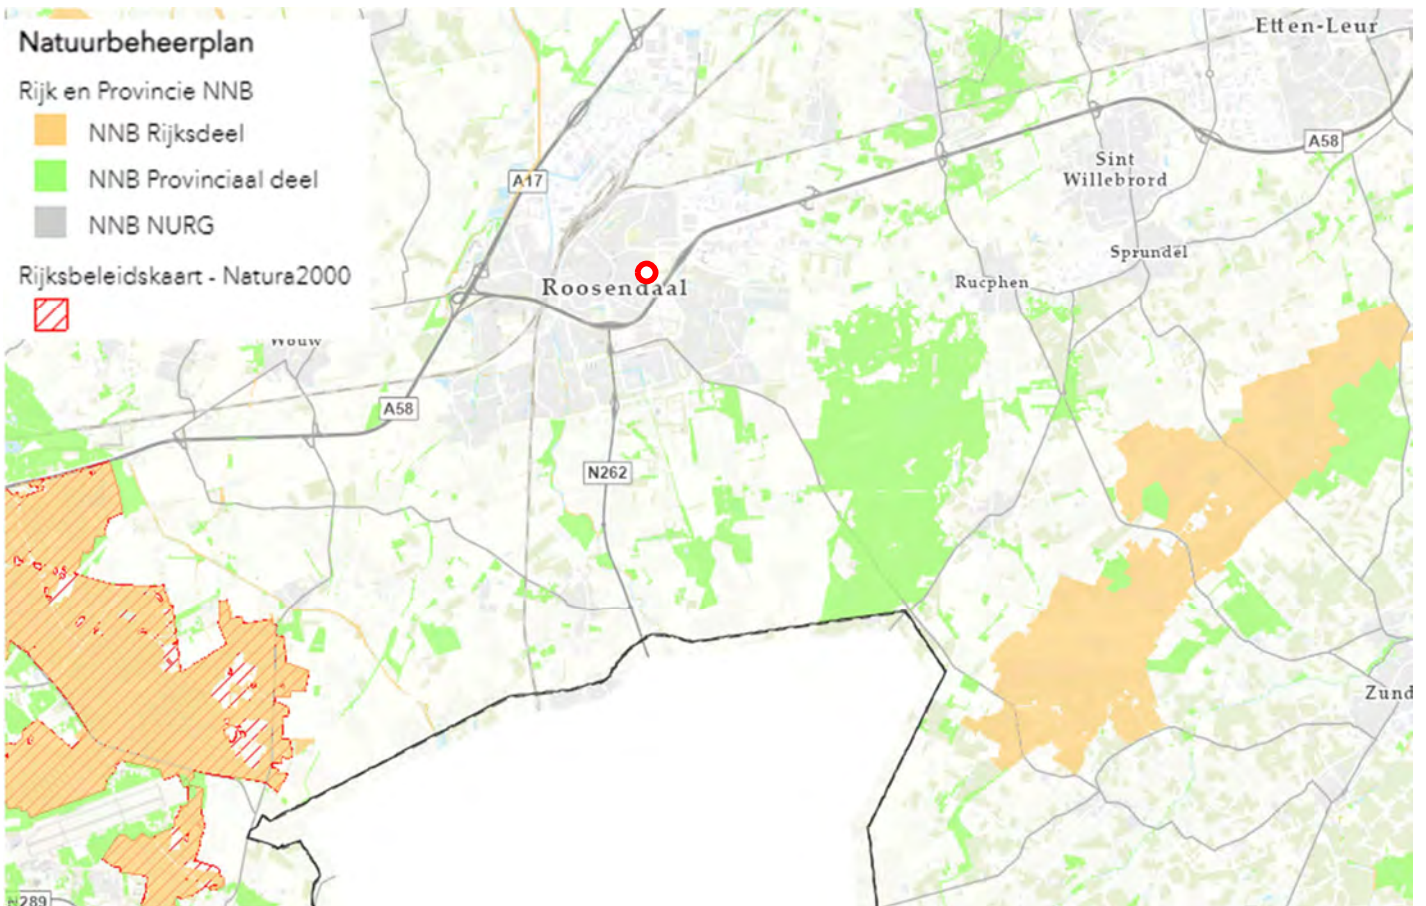 Natuurbeheerplan
Rijk en Provincie NNB
NNB Rijksdeel
NNB Provinciaal deel
NNB NURG
Rijksbeleidskaart - Natura2000
Etten-Leur
A58
Sint
Willebrord
A17
Sprundel
Rucphen
Roosendaal
Wouw
A58
N262
Zund
N289